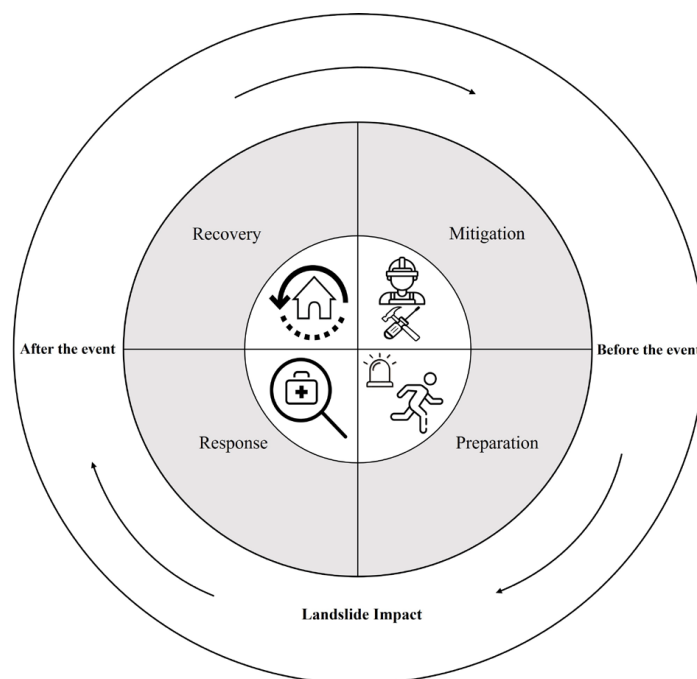 Recovery
Mitigation
After the event
Before the event
Response
Preparation
Landslide Impact